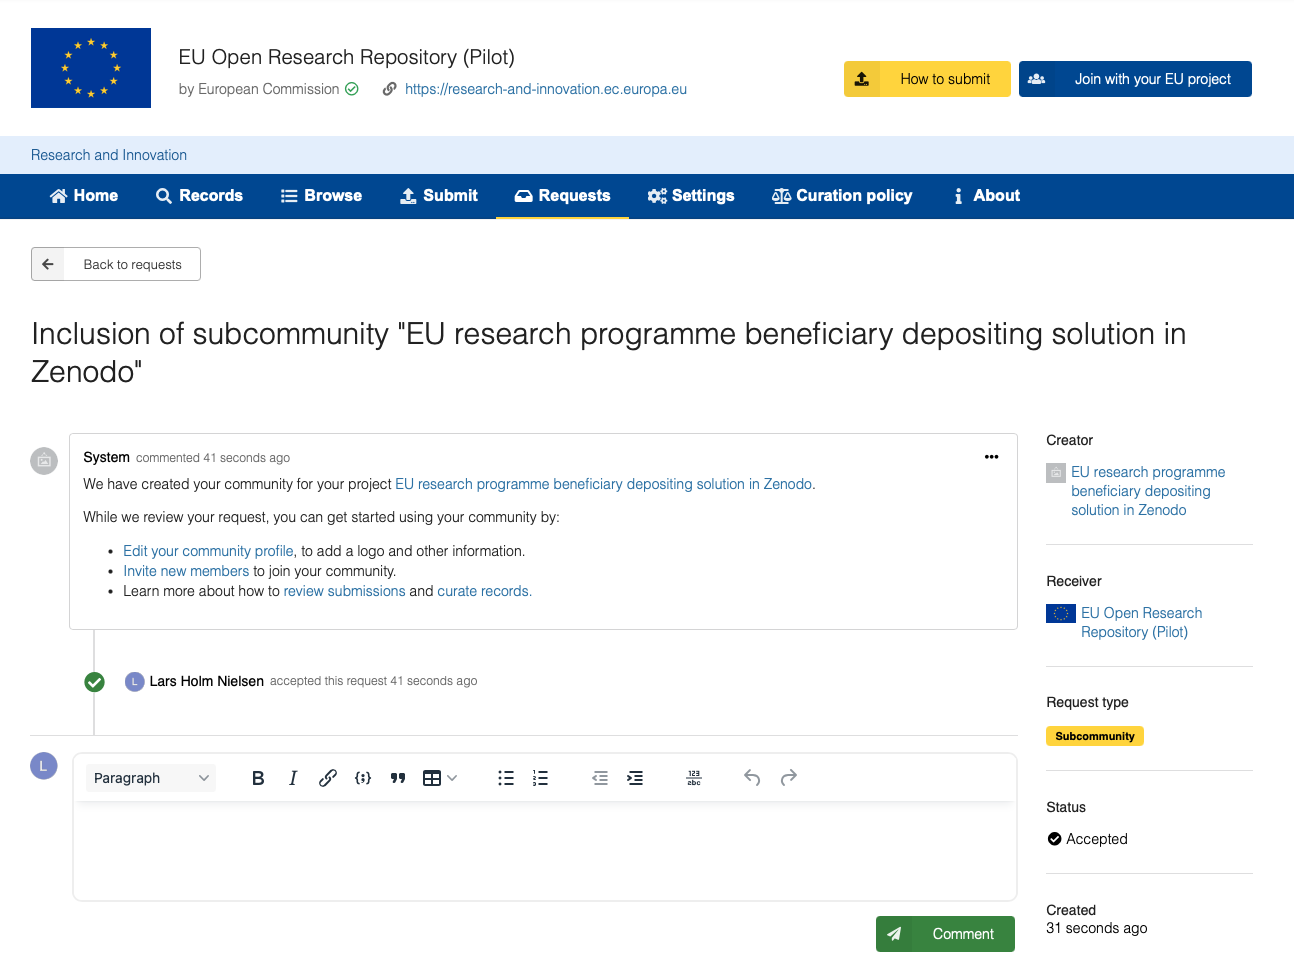 EU Open Research Repository (Pilot)
by European Commission
https://research-and-innovation.ec.europa.eu
How to submit
Join with your EU project
Research and Innovation
Home
Records
Browse
Submit
Requests
Settings
Curation policy
About
Back to requests
Inclusion of subcommunity "EU research programme beneficiary depositing solution in
Zenodo"
System commented 41 seconds ago
We have created your community for your project EU research programme beneficiary depositing solution in Zenodo.
While we review your request, you can get started using your community by:
• Edit your community profile, to add a logo and other information.
• Invite new members to join your community.
• Learn more about how to review submissions and curate records.
L Lars Holm Nielsen accepted this request 41 seconds ago
L
Paragraph
B I
123
abc
Comment
Creator
EU research programme
beneficiary depositing
solution in Zenodo
Receiver
EU Open Research
Repository (Pilot)
Request type
Subcommunity
Status
Accepted
Created
31 seconds ago